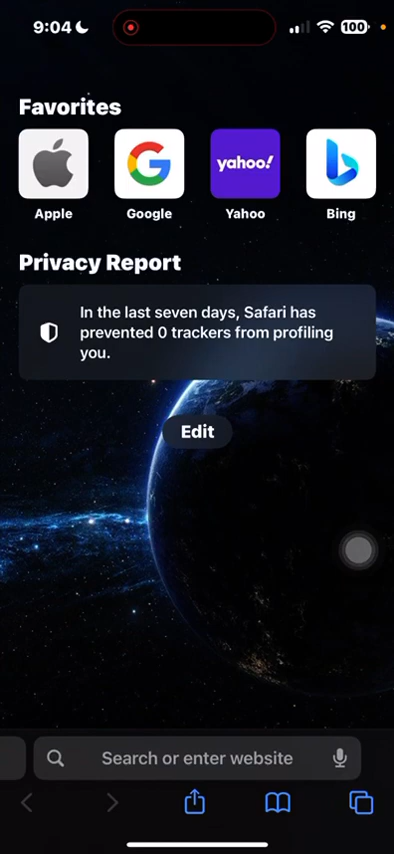 9:04
100
Favorites
yahoo!
Apple
Google
Yahoo
Bing
Privacy Report
In the last seven days, Safari has
prevented 0 trackers from profiling
you.
Edit
Search or enter website